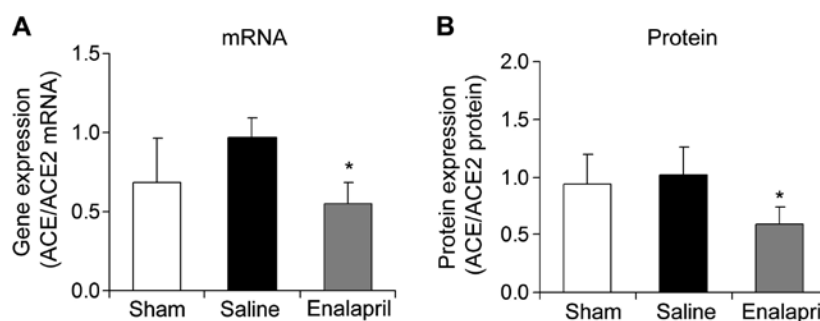 A
mRNA
Gene expression
(ACE/ACE2 mRNA)
1.5
1.0
0.5
0.0
*
Sham Saline Enalapril
B
Protein
Protein expression
(ACE/ACE2 protein)
2.0
1.5
1.0
0.5
0.0
*
Sham Saline Enapri